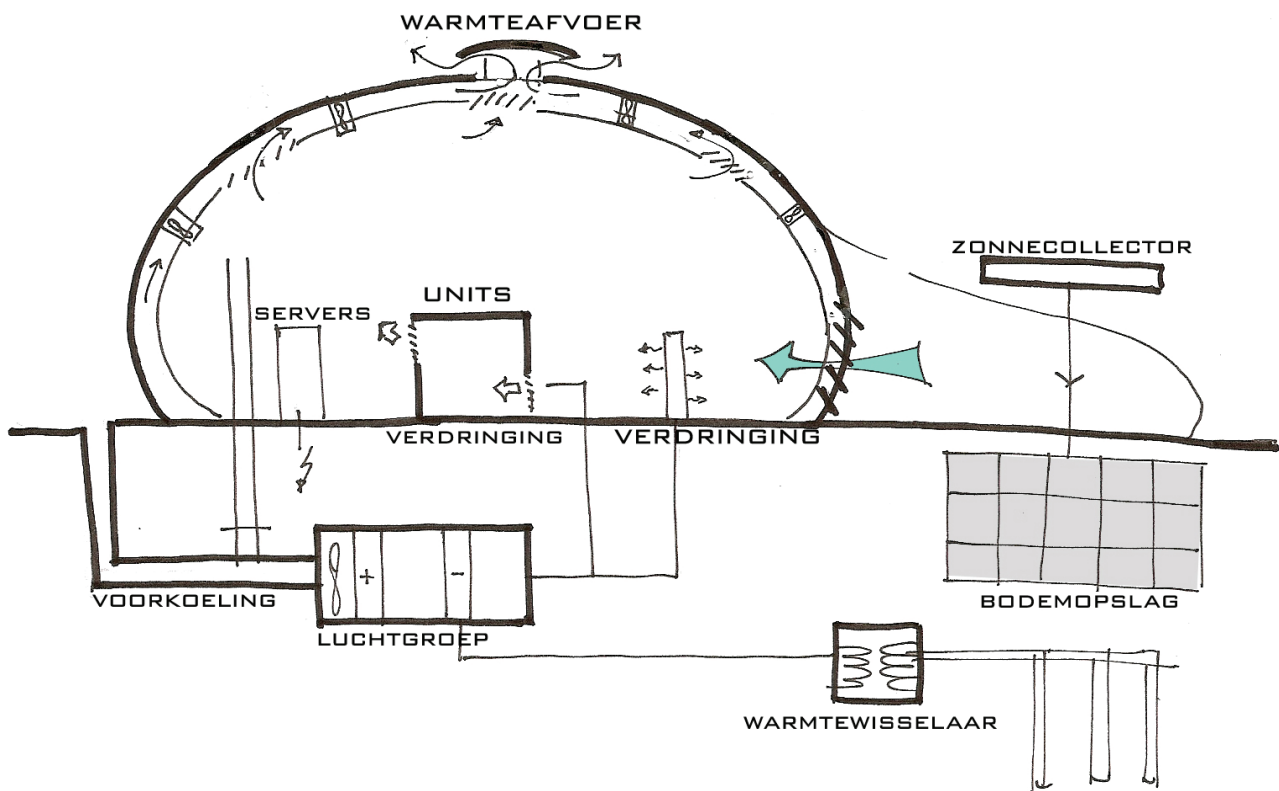 WARMTEAFVOER
ZONNECOLLECTOR
UNITS
SERVERS
VERDRINGING
VERDRINGING
+
-
VOORKOELING
LUCHTGROEP
BODEMOPSLAG
WARMTEWISSELAAR